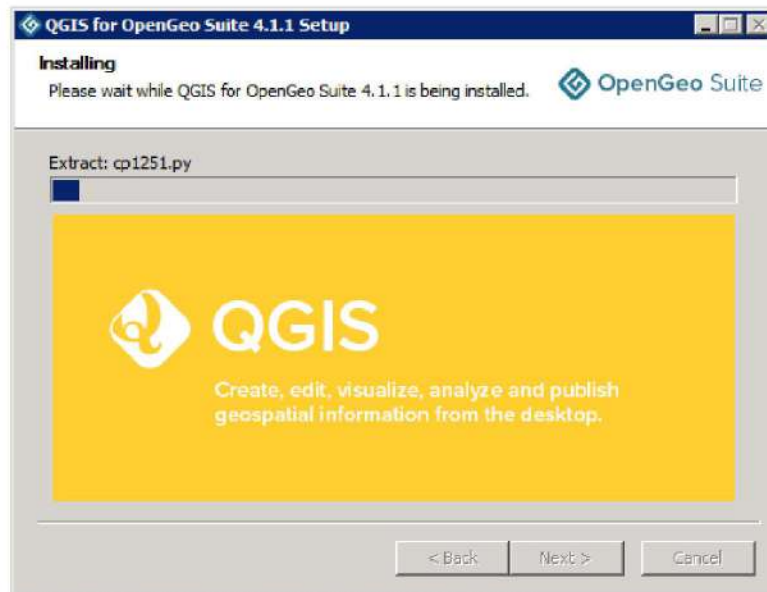 QGIS for OpenGeo Suite 4.1.1 Setup
Installing
Please wait while QGIS for OpenGeo Suite 4.1.1 is being installed.
OpenGeo Suite
Extract: cp1251.py
QGIS
Create, edit, visualize, analyze and publish
geospatial information from the desktop.
< Back
Next >
Cancel